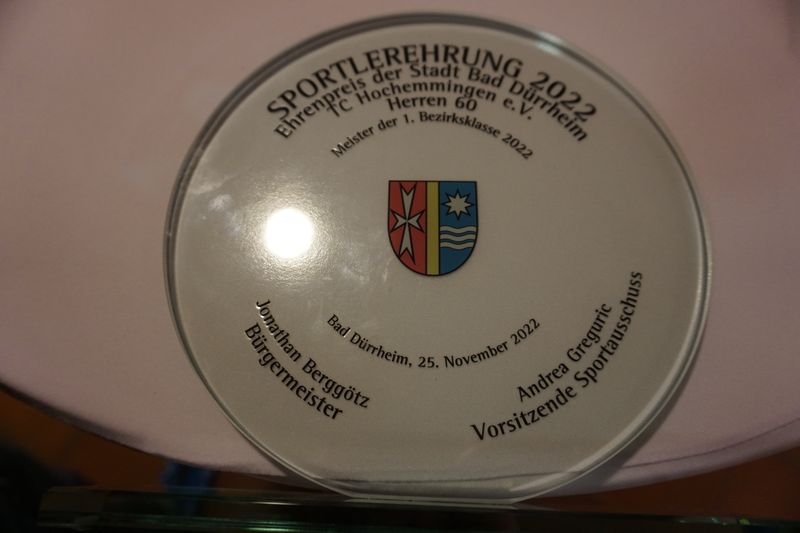 SPORTLEREHRUNG 2022
Ehrenpreis der Stadt Bad Dürrheim
TC Hochemmingen e.V.
Herren 60
Meister der 1. Bezirksklasse 2022
Bad Dürrheim, 25. November 2022
Jonathan Berggötz
Bürgermeister
Andrea Greguric
Vorsitzende Sportausschuss